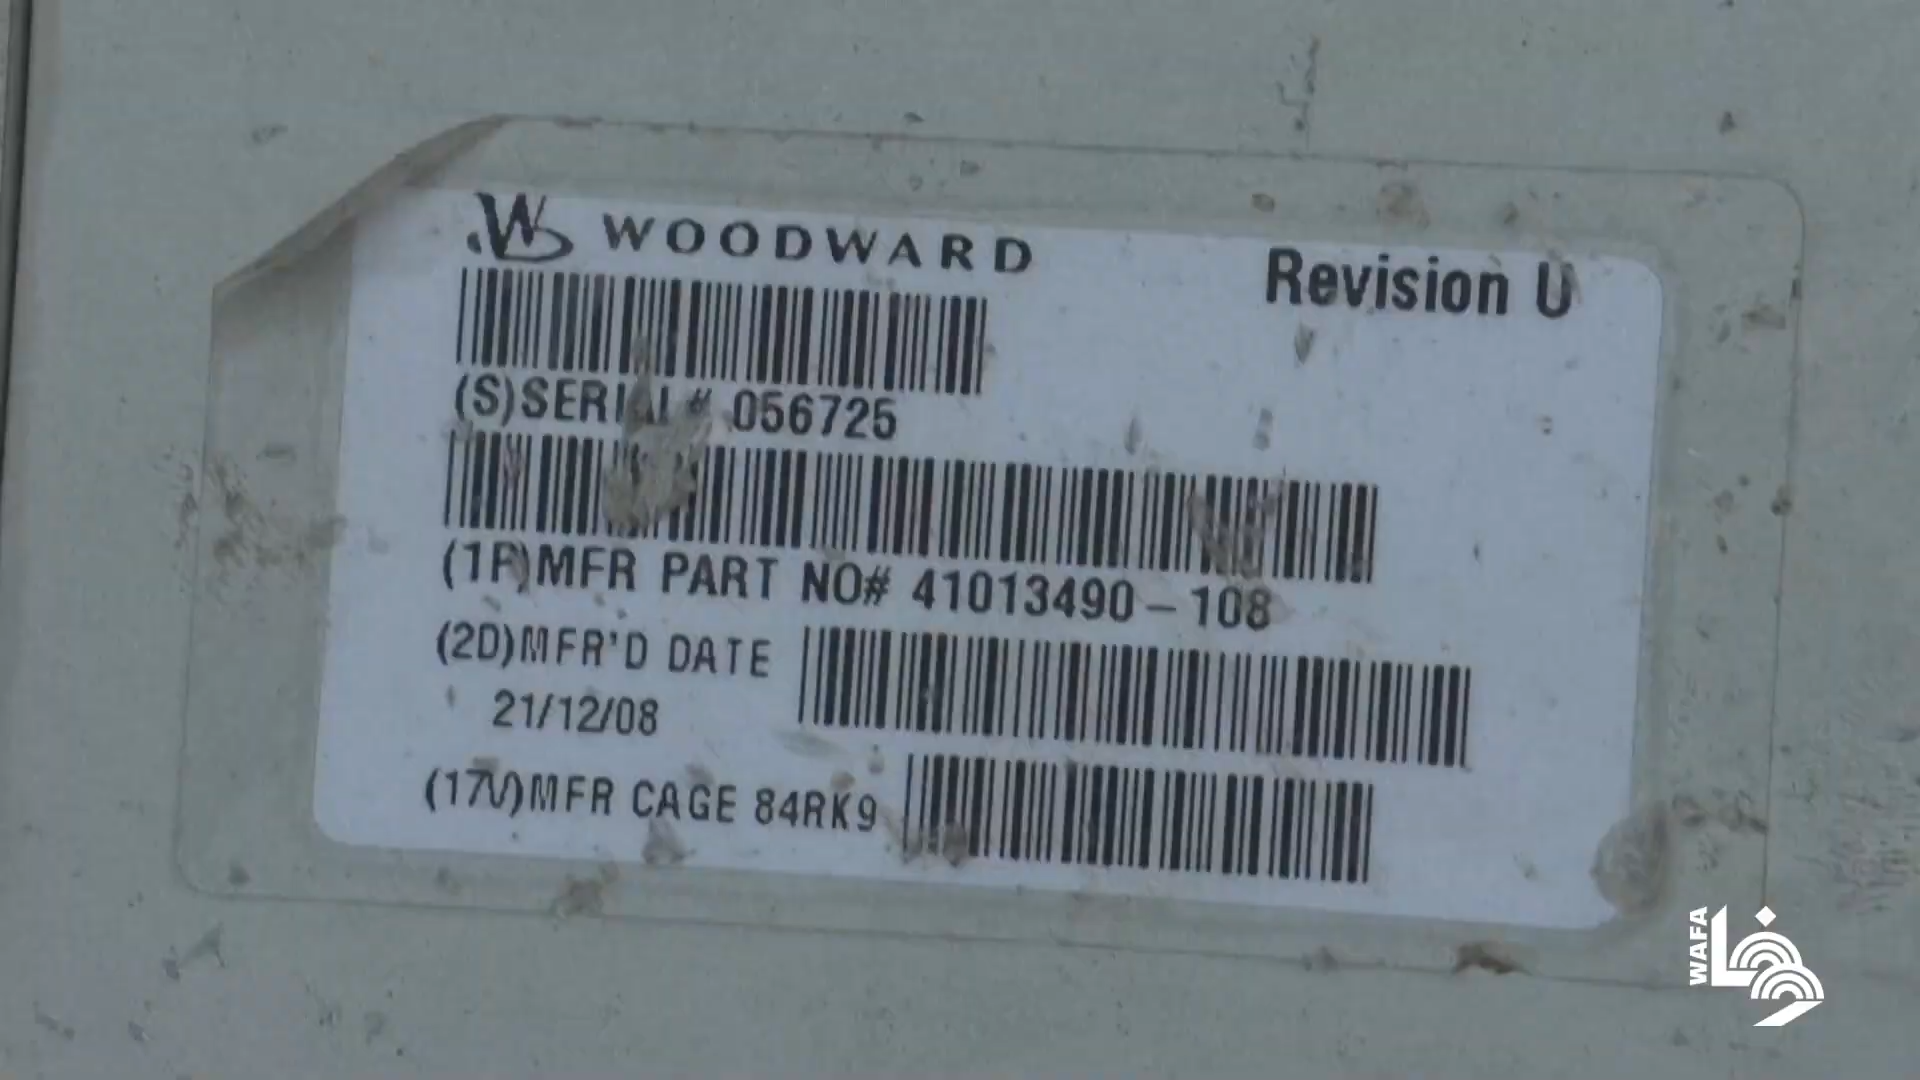 WOODWARD
Revision U
(S)SERIAL# 056725
(1P)MFR PART NO# 41013490-108
(2D)MFR'D DATE
21/12/08
(17V)MFR CAGE 84RK9
WAFA
وفا